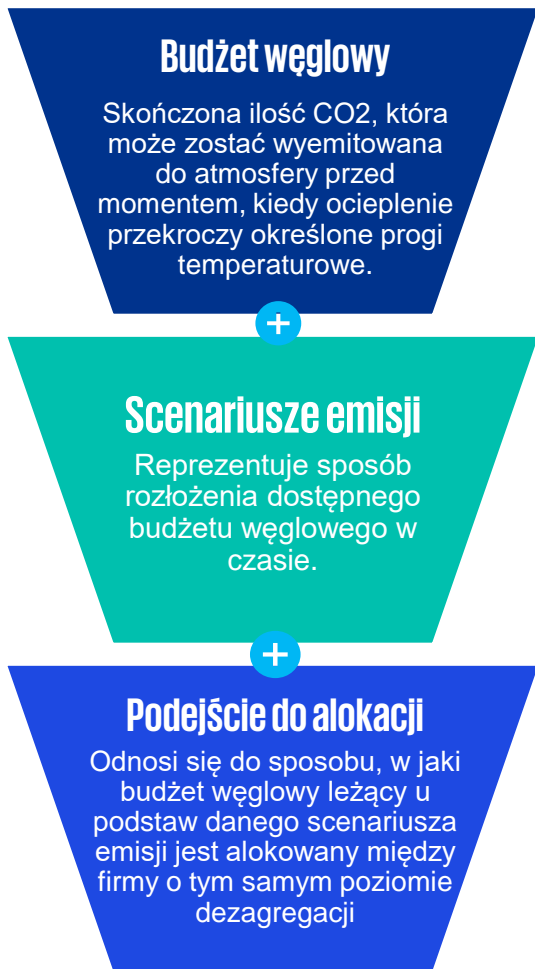 Budżet węglowy
Skończona ilość CO2, która
może zostać wyemitowana
do atmosfery przed
momentem, kiedy ocieplenie
przekroczy określone progi
temperaturowe.
+
Scenariusze emisji
Reprezentuje sposób
rozłożenia dostępnego
budżetu węglowego w
czasie.
+
Podejście do alokacji
Odnosi się do sposobu, w jaki
budżet węglowy leżący u
podstaw danego scenariusza
emisji jest alokowany między
firmy o tym samym poziomie
dezagregacji